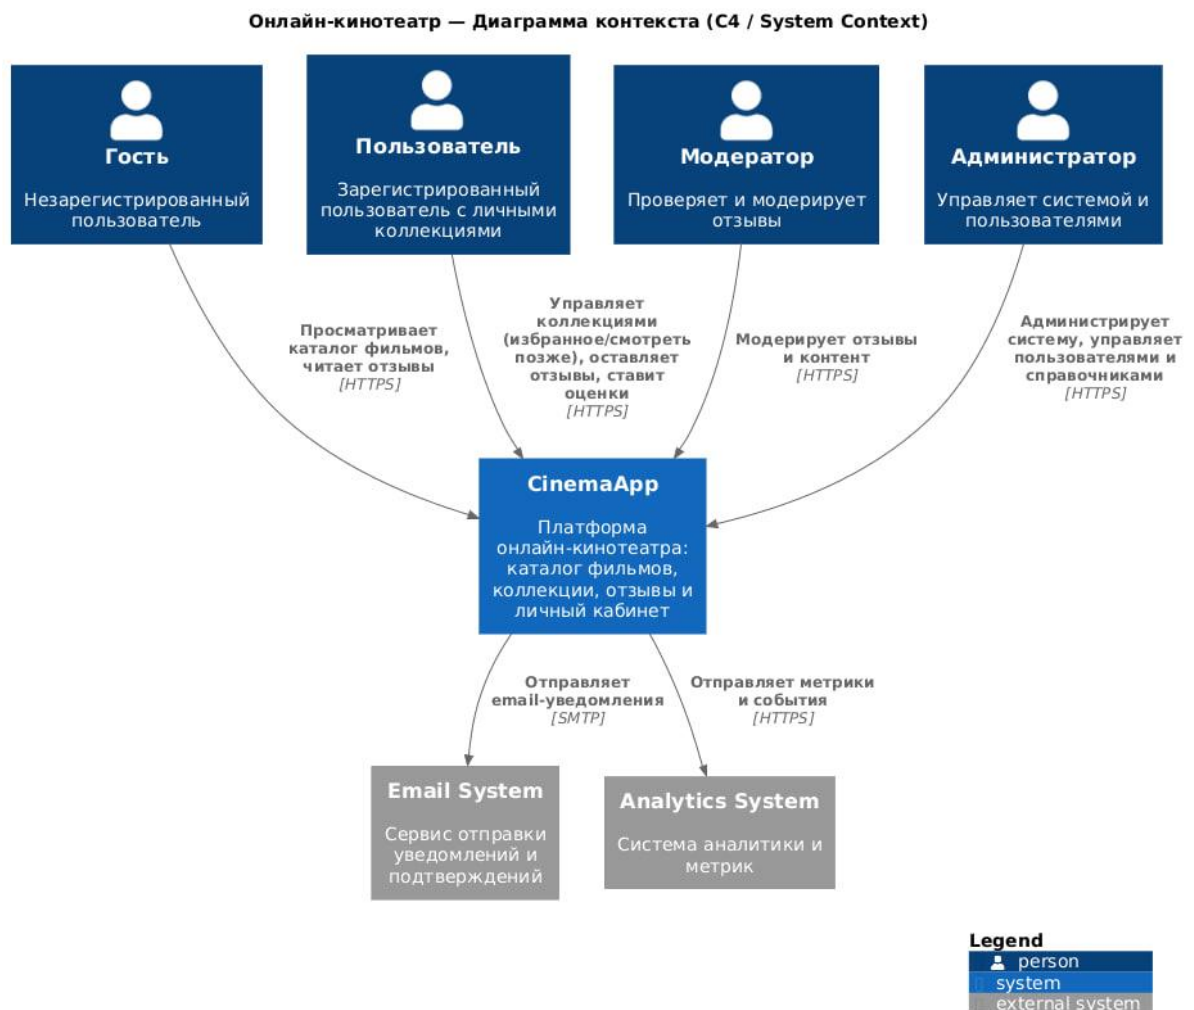 Онлайн-кинотеатр — Диаграмма контекста (C4 / System Context)
Гость
Незарегистрированный
пользователь
Пользователь
Зарегистрированный
пользователь с личными
коллекциями
Модератор
Проверяет и модерирует
отзывы
Администратор
Управляет системой и
пользователями
Просматривает
каталог фильмов,
читает отзывы
[HTTPS]
Управляет
коллекциями
(избранное/смотреть
позже), оставляет
отзывы, ставит
оценки
[HTTPS]
Модерирует отзывы
и контент
[HTTPS]
Администрирует
систему, управляет
пользователями и
справочниками
[HTTPS]
CinemaApp
Платформа
онлайн-кинотеатра:
каталог фильмов,
коллекции, отзывы и
личный кабинет
Отправляет
email-уведомления
[SMTP]
Отправляет метрики
и события
[HTTPS]
Email System
Сервис отправки
уведомлений и
подтверждений
Analytics System
Система аналитики и
метрик
Legend
person
system
external system